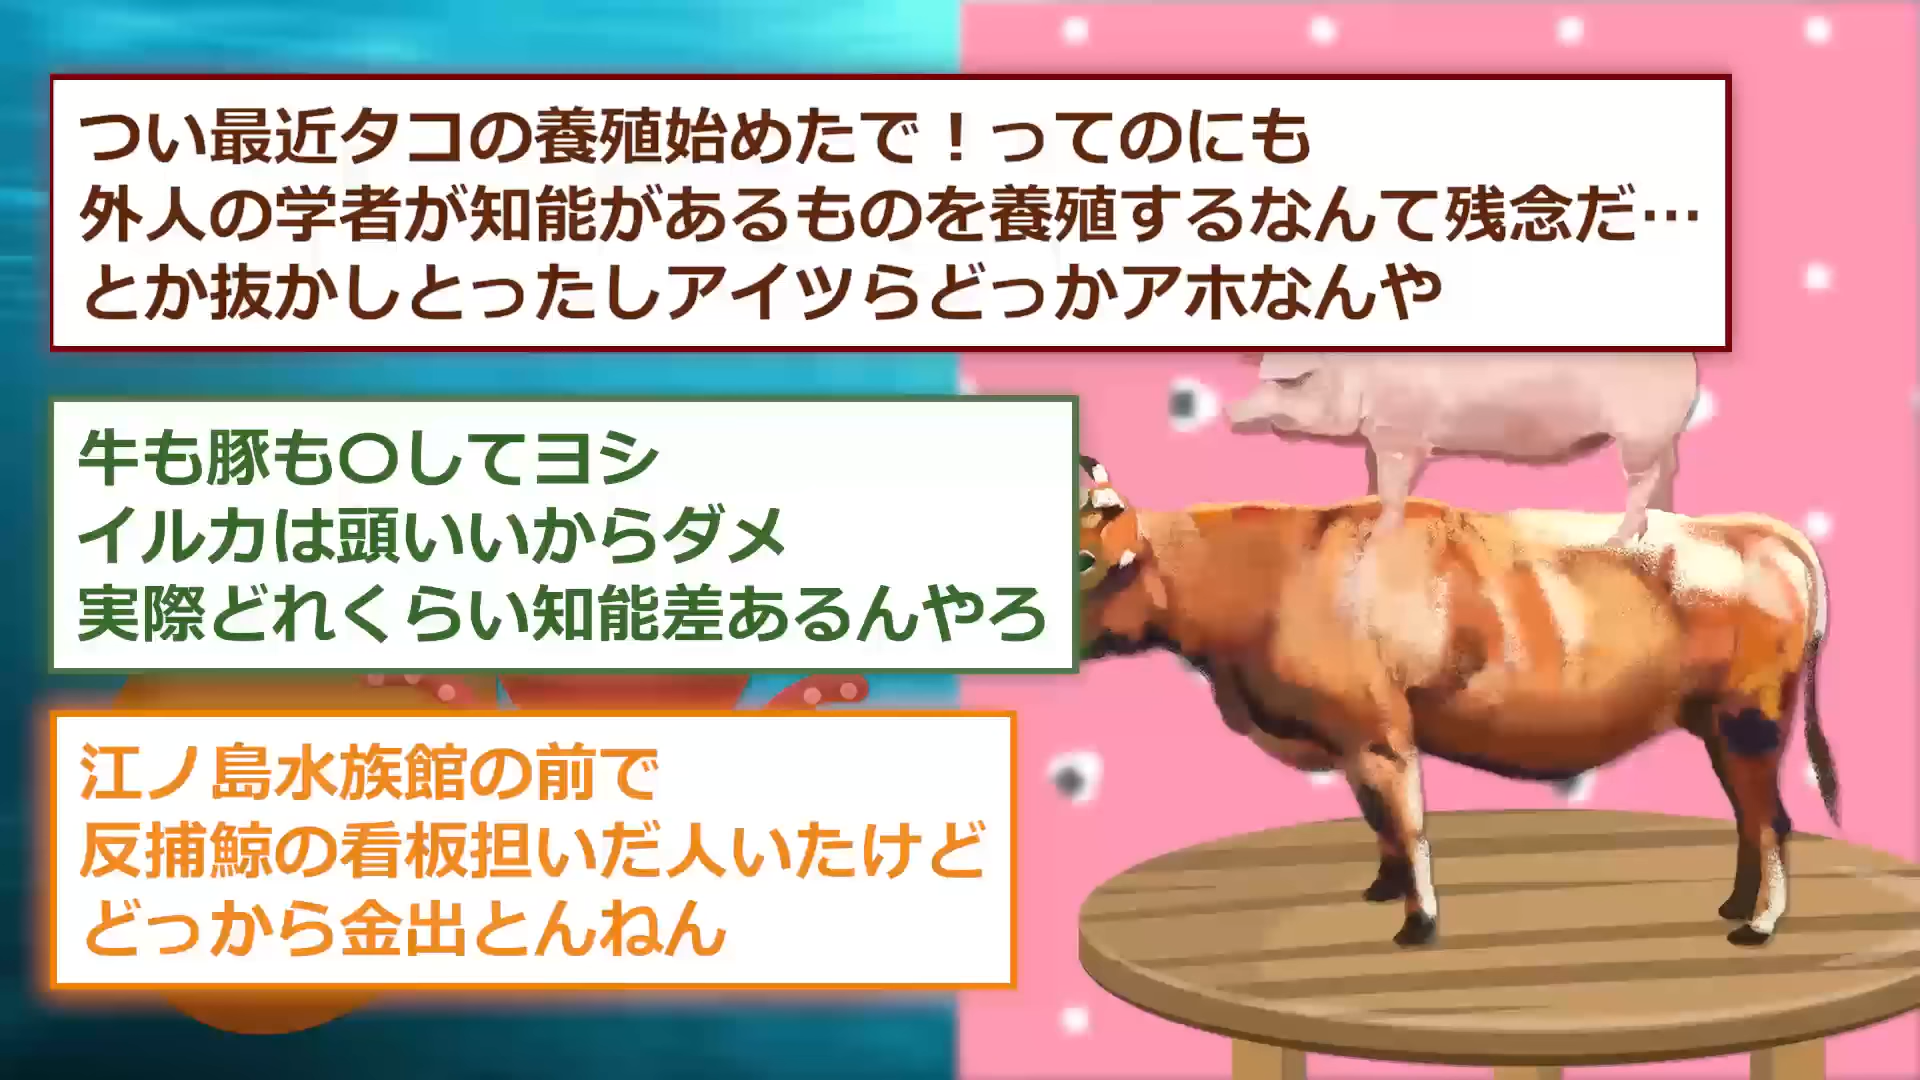 つい最近タコの養殖始めたで！ってのにも
外人の学者が知能があるものを養殖するなんて残念だ…
とか抜かしとったしアイツらどっかアホなんや
牛も豚も〇してヨシ
イルカは頭いいからダメ
実際どれくらい知能差あるんやろ
江ノ島水族館の前で
反捕鯨の看板担いだ人いたけど
どっから金出とんねん